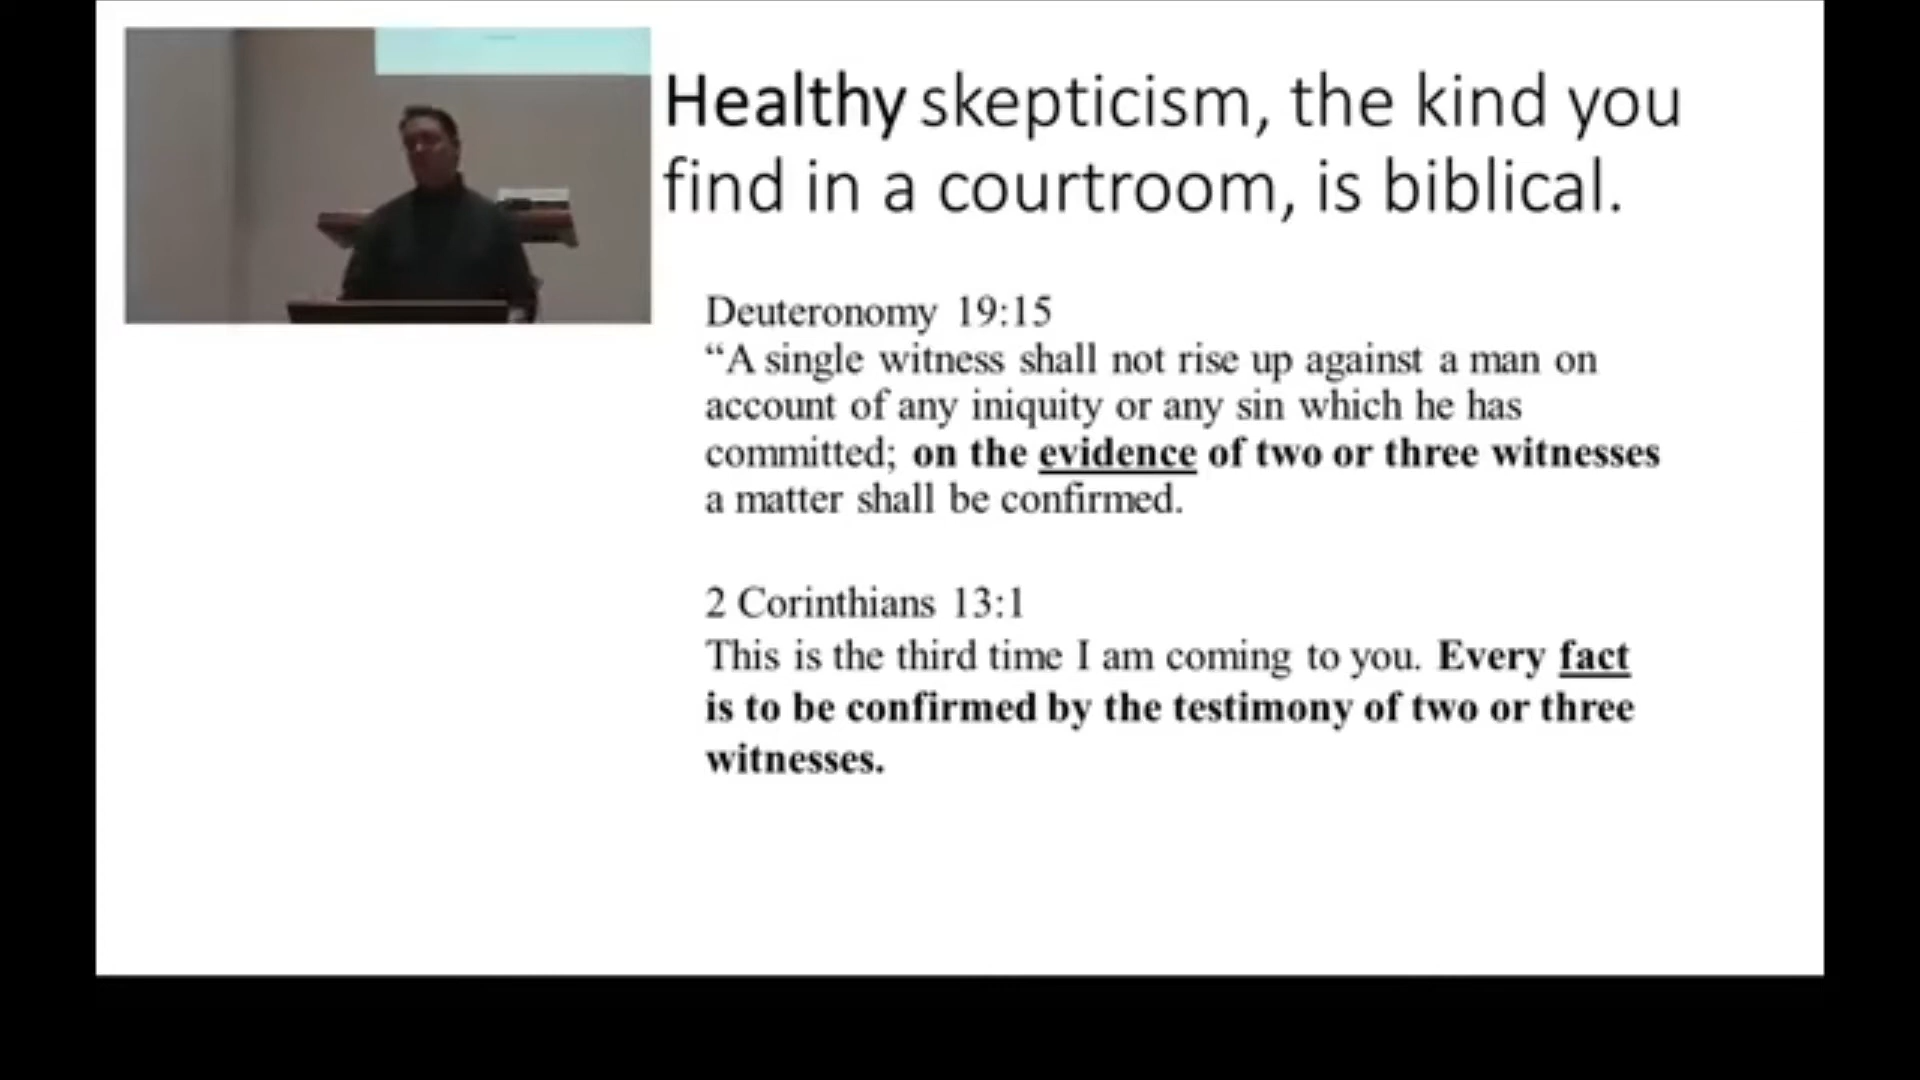 Healthy skepticism, the kind you
find in a courtroom, is biblical.
Deuteronomy 19:15
“A single witness shall not rise up against a man on
account of any iniquity or any sin which he has
committed; on the evidence of two or three witnesses
a matter shall be confirmed.
2 Corinthians 13:1
This is the third time I am coming to you. Every fact
is to be confirmed by the testimony of two or three
witnesses.